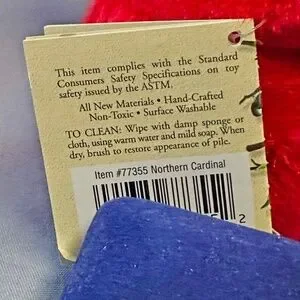 This item complies with the Standard
Consumers Safety Specifications on toy
safety issued by the ASTM.
All New Materials • Hand-Crafted
Non-Toxic • Surface Washable
TO CLEAN: Wipe with damp sponge or
cloth, using warm water and mild soap. When
dry, brush to restore appearance of pile.
Item #77355 Northern Cardinal
2